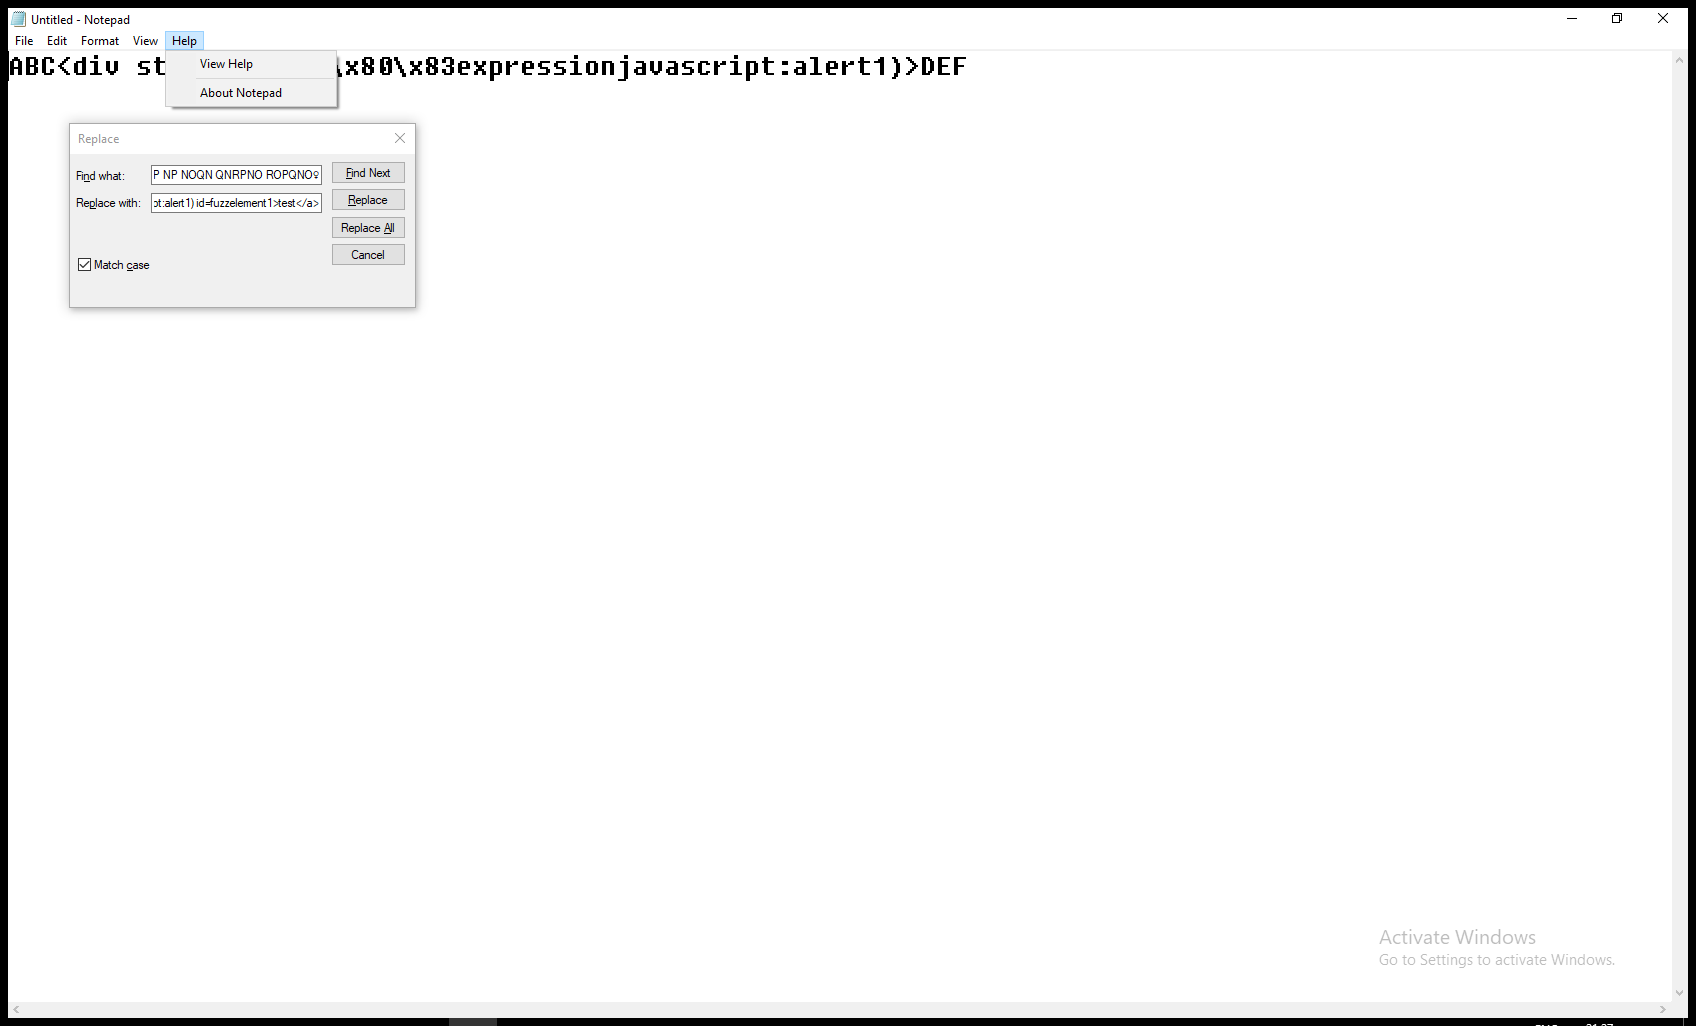 Untitled - Notepad
File Edit Format View Help
ABC<div st \x80\x83expressionjavascript:alert1)>DEF
View Help
About Notepad
Replace
Find what: P NP NOQN QNRPNO ROPQNO♀ Find Next
Replace with: ot:alert1) id=fuzzelement1>test</a> Replace
Replace All
Cancel
Match case
Activate Windows
Go to Settings to activate Windows.